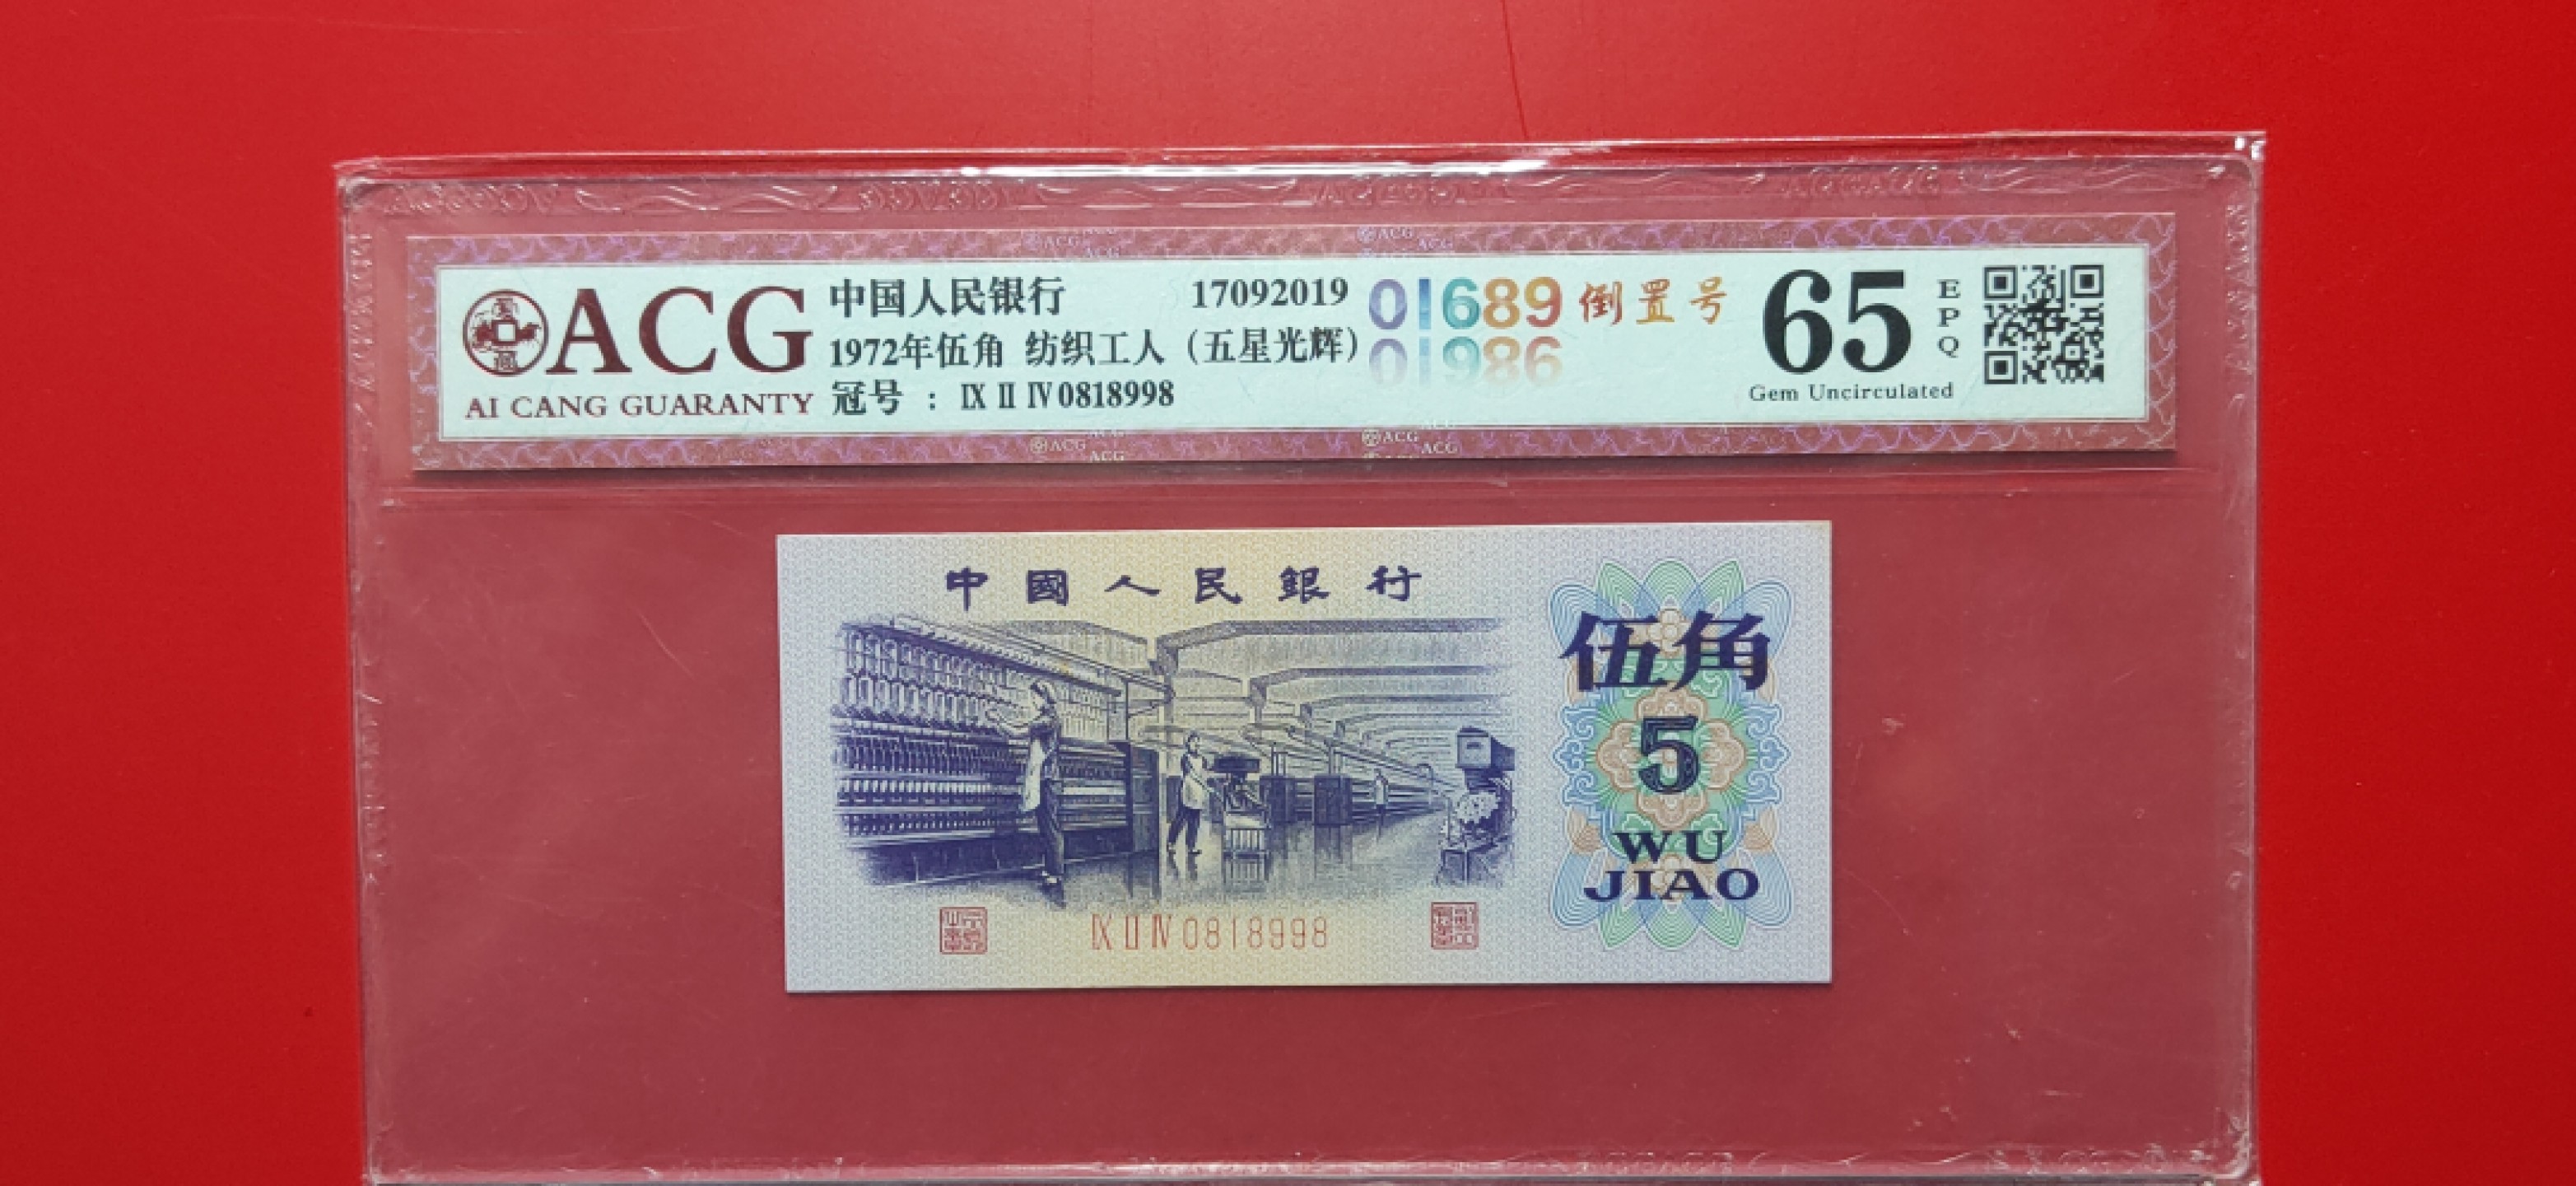 ACG
AI CANG GUARANTY
中国人民银行 17092019
1972年伍角 纺织工人（五星光辉）
冠号 ：Ⅸ Ⅱ Ⅳ 0818998
01689 倒置号
65 EPQ
Gem Uncirculated
中國人民銀行
伍角
5
WU
JIAO
Ⅸ Ⅱ Ⅳ 0818998